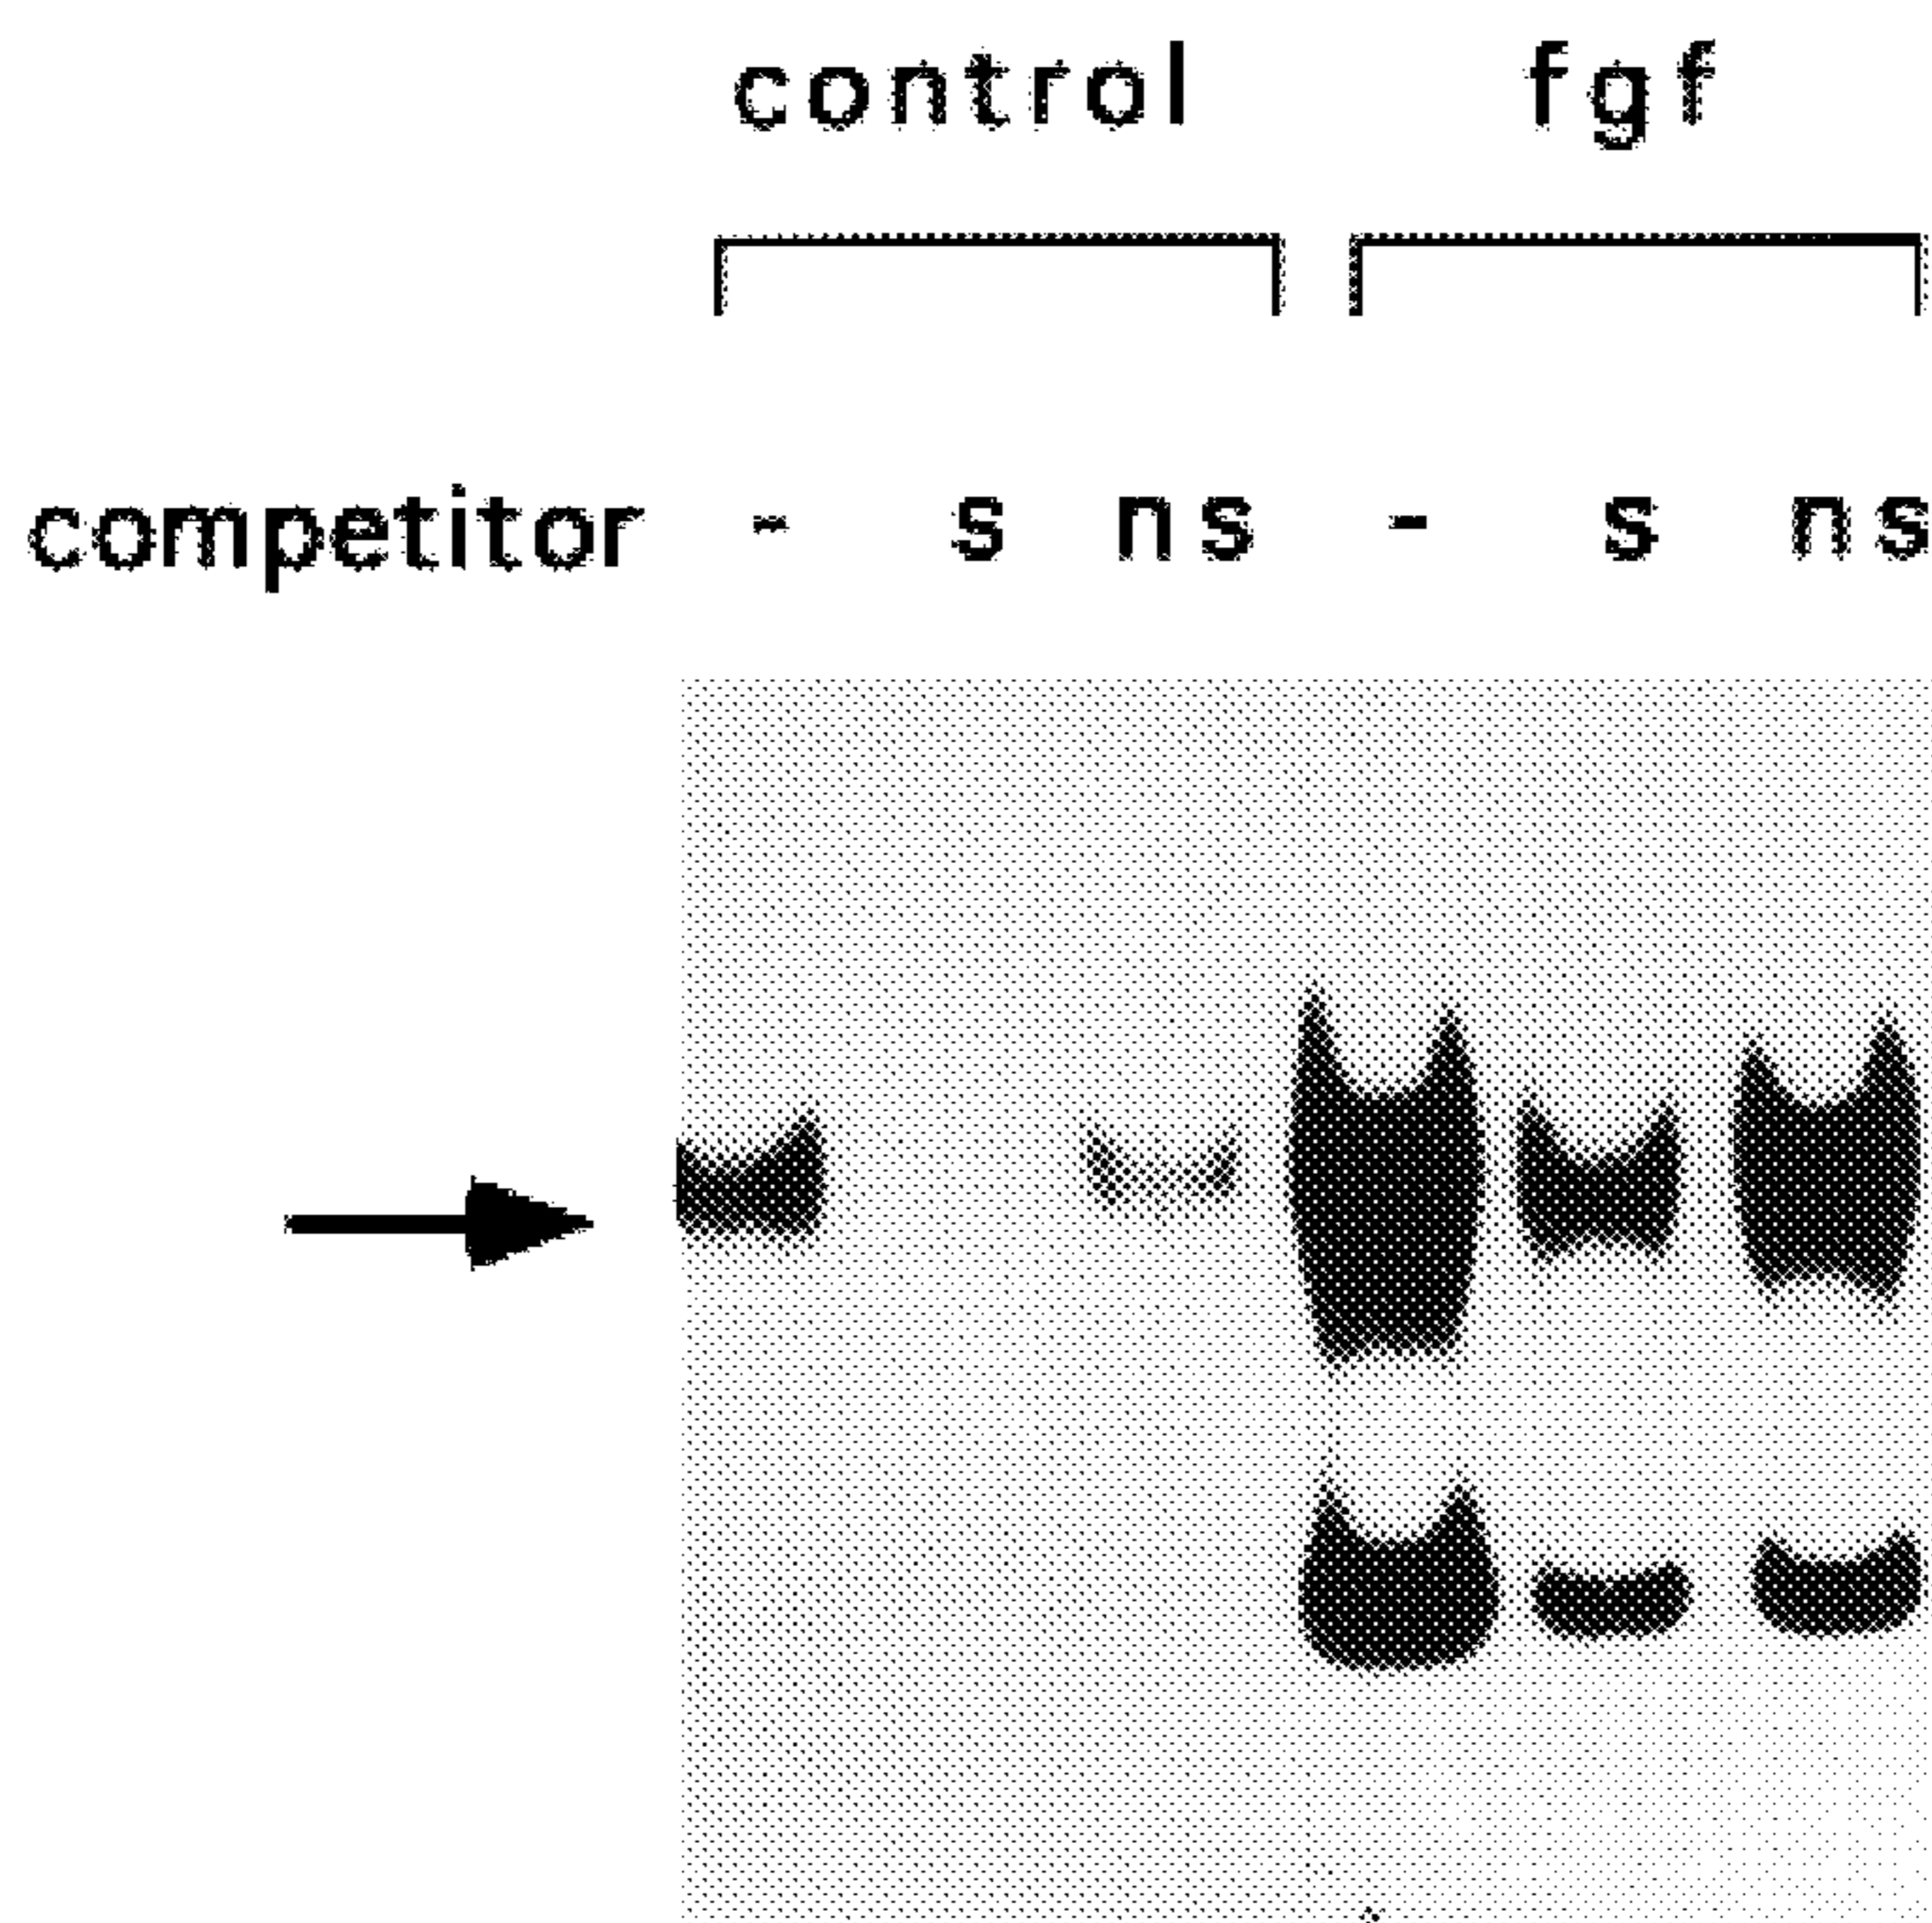 control fgf
competitor - s ns - s ns